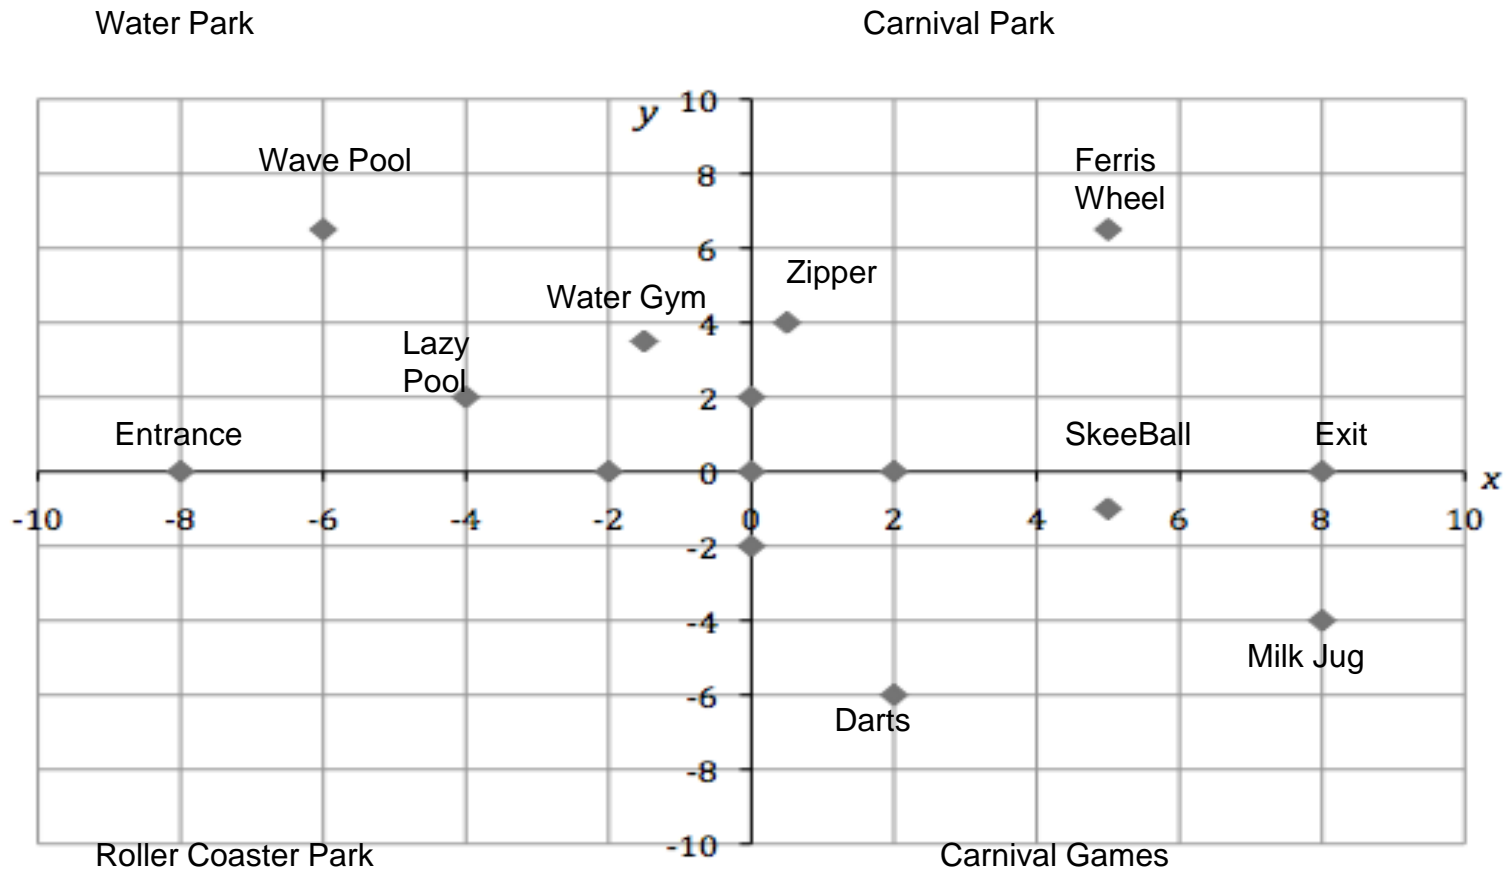 Water Park
Carnival Park
y
10
Wave Pool
Ferris
Wheel
8
6
Zipper
Water Gym
4
Lazy
Pool
2
Entrance
SkeeBall
Exit
0
x
-10 -8 -6 -4 -2 0 2 4 6 8 10
-2
-4
Milk Jug
-6
Darts
-8
-10
Roller Coaster Park
Carnival Games